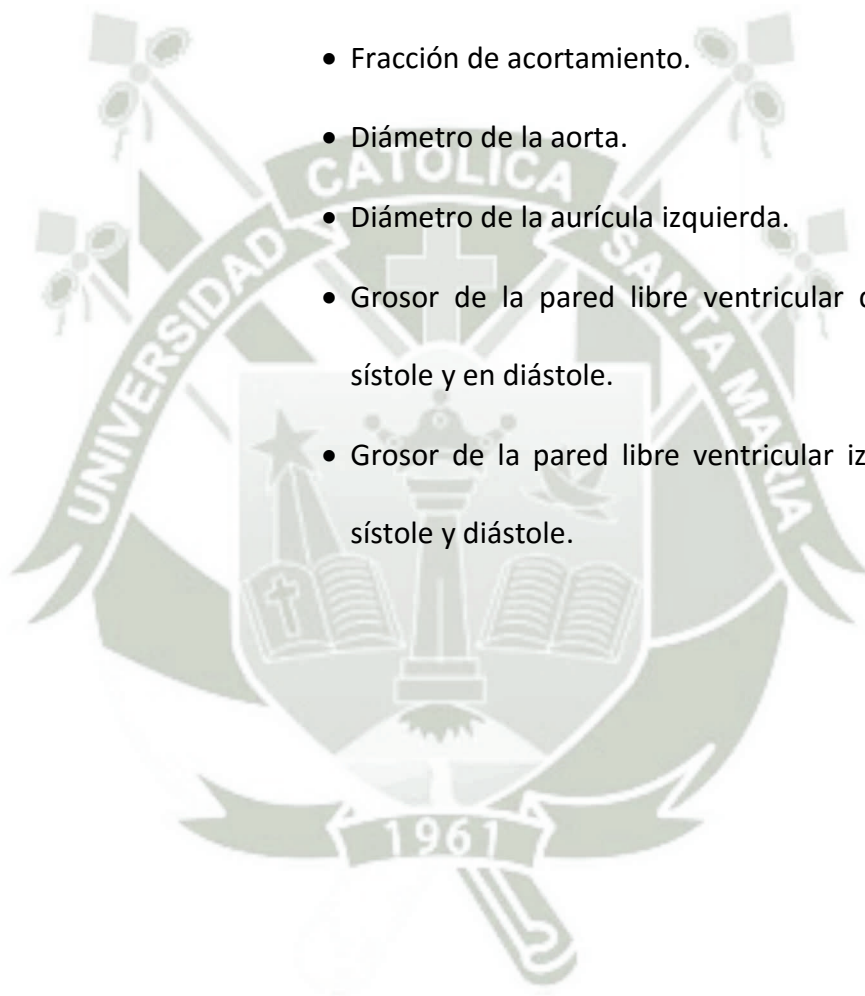 • Fracción de acortamiento.
• Diámetro de la aorta.
CATOLICA
• Diámetro de la aurícula izquierda.
UNIVERSIDAD
SANTA MARIA
• Grosor de la pared libre ventricular
sístole y en diástole.
• Grosor de la pared libre ventricular
sístole y diástole.
1961